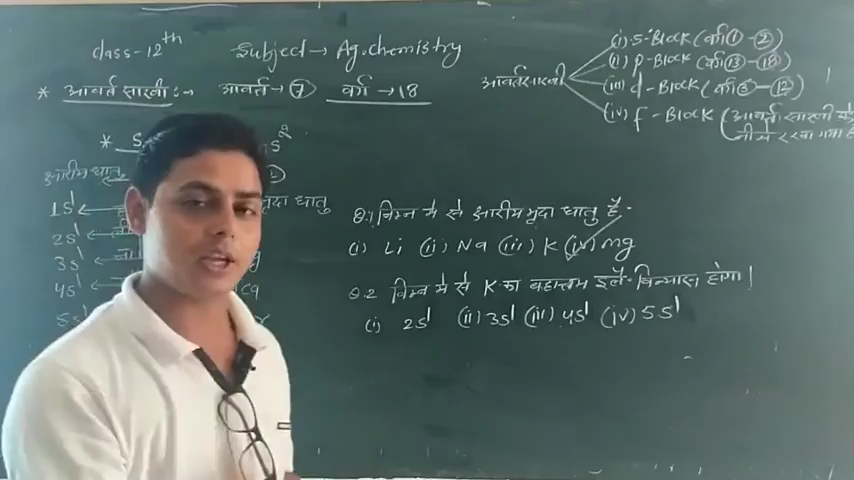 class-12th Subject → Ag.chemistry
* आवर्त सारणी :→ आवर्त → 7 वर्ग → 18
आवर्तसारणी
(i) S-Block (वर्ग 1 - 2)
(ii) p-Block (वर्ग 13 - 18)
(iii) d-Block (वर्ग 3 - 12)
(iv) f-Block (आवर्त सारणी के
नीचे रखा गया है
* S
क्षारीय धातु मृदा धातु
1s¹ ←
2s¹ ←
3s¹ ←
4s¹ ← Ca
5s¹
Q.1 निम्न में से क्षारीय मृदा धातु है -
(i) Li (ii) Na (iii) K (iv) mg
Q.2 निम्न में से K का बाह्यतम इलै. विन्यास होगा |
(i) 2s¹ (ii) 3s¹ (iii) 4s¹ (iv) 5s¹